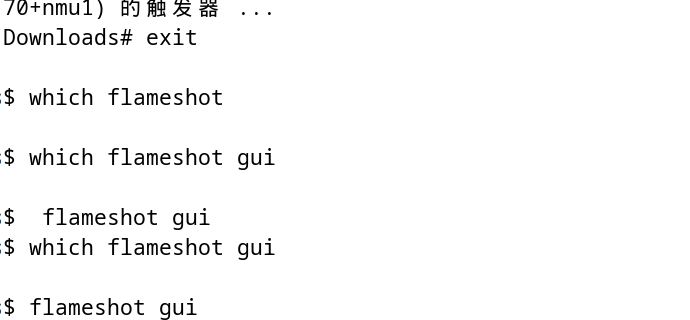 70+nmu1) 的触发器 ...
Downloads# exit
$ which flameshot
$ which flameshot gui
$  flameshot gui
$ which flameshot gui
$ flameshot gui